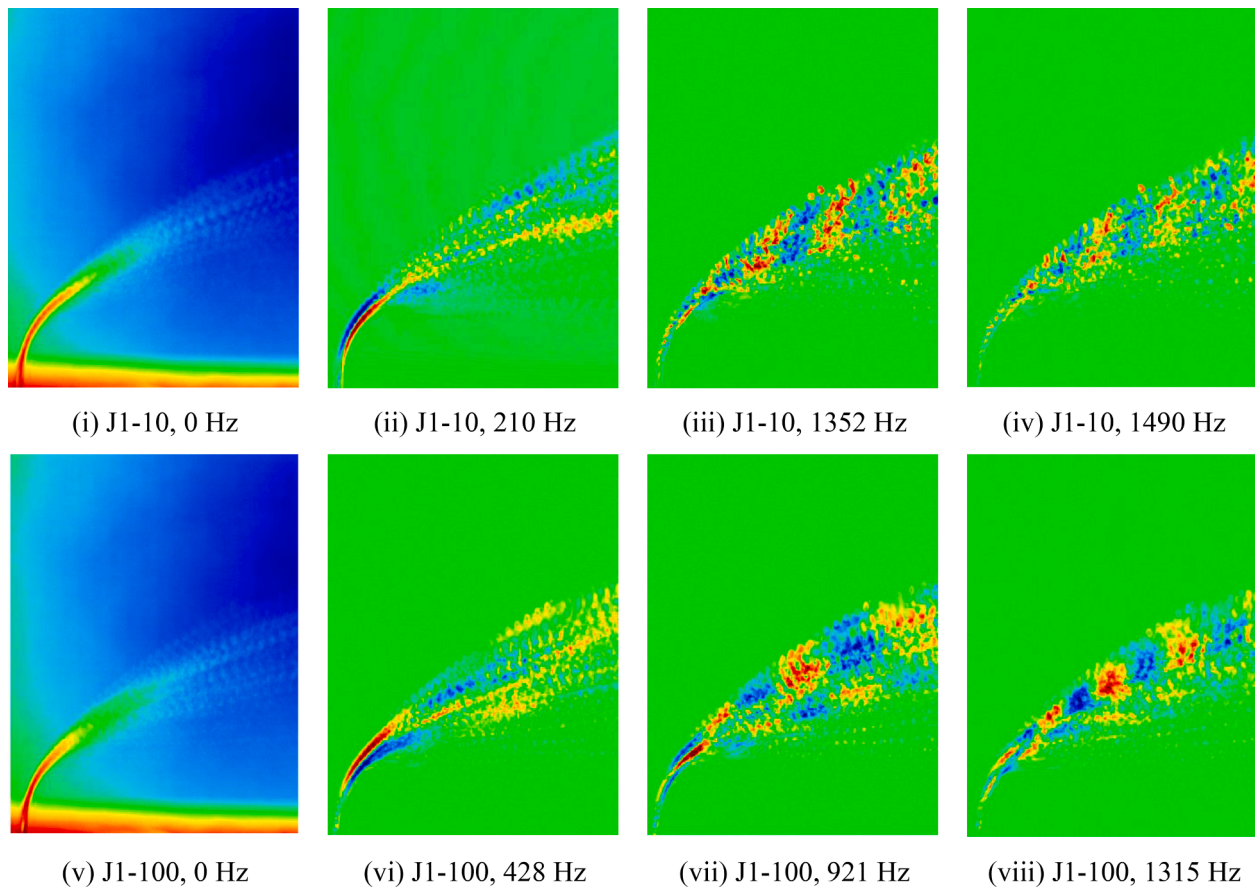 (i) J1-10, 0 Hz
(ii) J1-10, 210 Hz
(iii) J1-10, 1352 Hz
(iv) J1-10, 1490 Hz
(v) J1-100, 0 Hz
(vi) J1-100, 428 Hz
(vii) J1-100, 921 Hz
(viii) J1-100, 1315 Hz